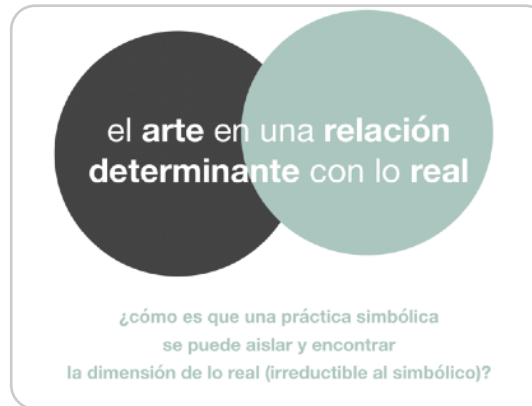 el arte en una relación
determinante con lo real
¿cómo es que una práctica simbólica
se puede aislar y encontrar
la dimensión de lo real (irreductible al simbólico)?